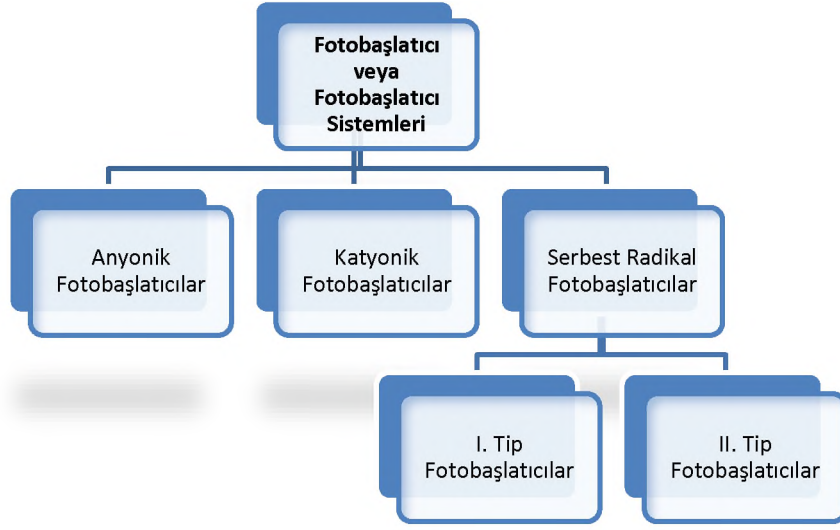 Fotobaşlatıcı
veya
Fotobaşlatıcı
Sistemleri
Anyonik
Fotobaşlatıcılar
Katyonik
Fotobaşlatıcılar
Serbest Radikal
Fotobaşlatıcılar
I. Tip
Fotobaşlatıcılar
II. Tip
Fotobaşlatıcılar